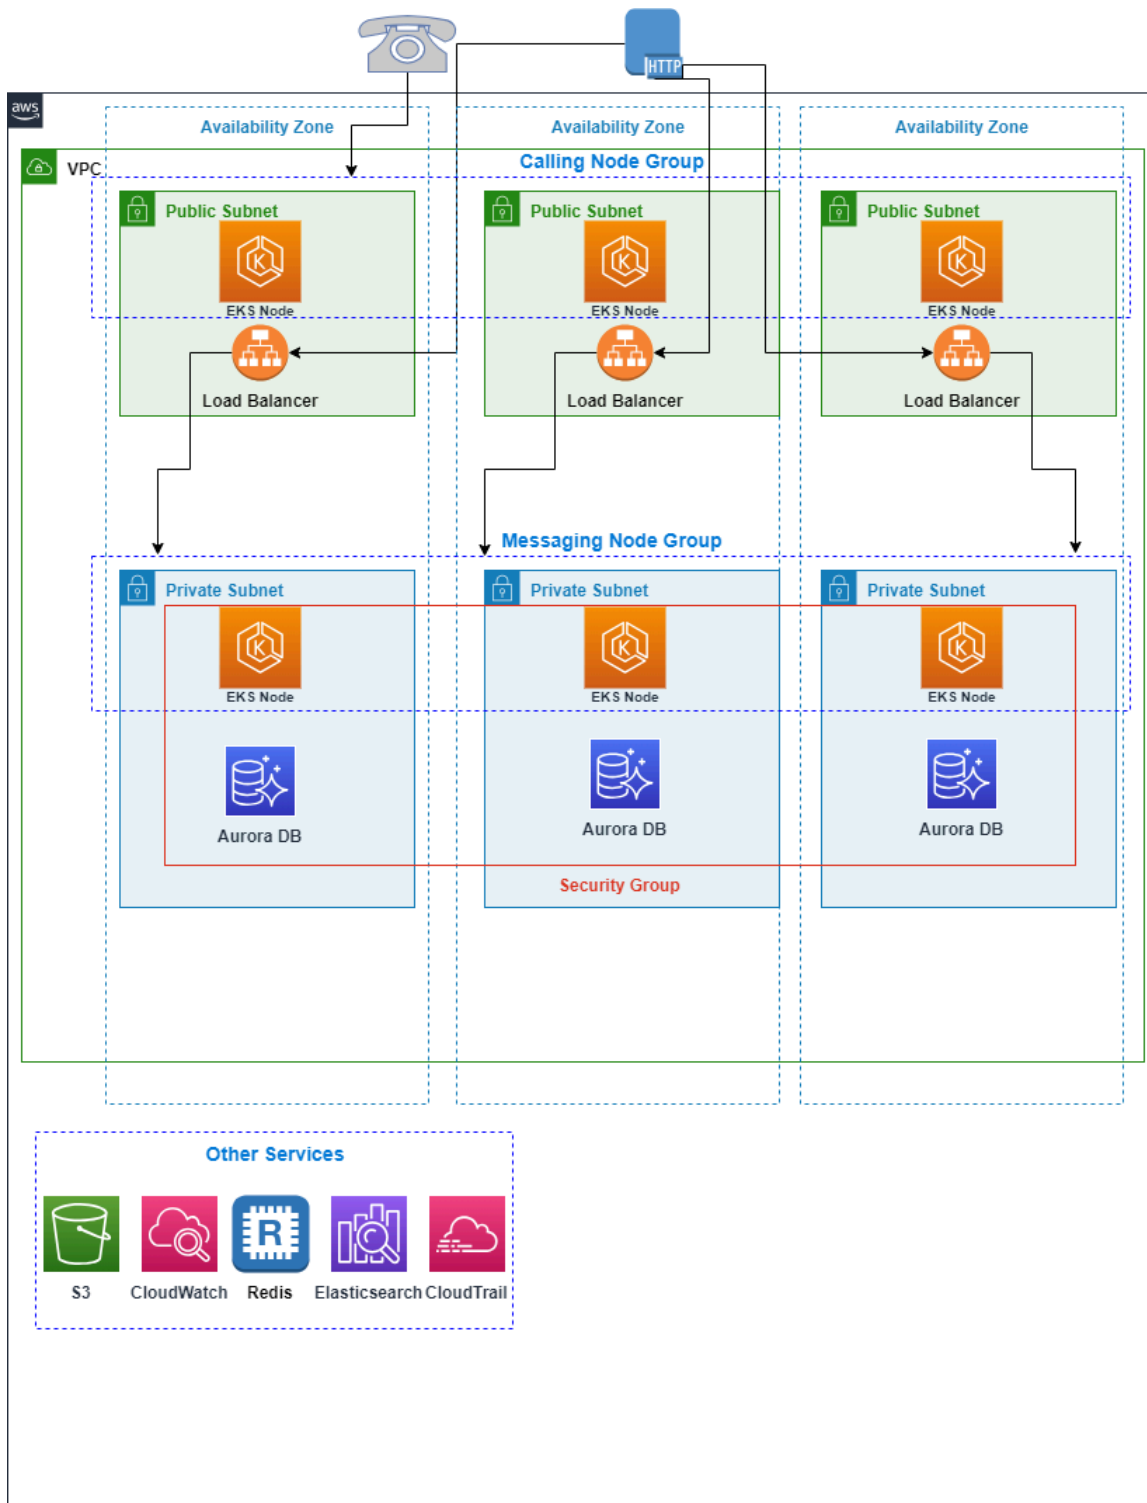 HTTP
aws
Availability Zone
Availability Zone
Availability Zone
VPC
Calling Node Group
Public Subnet
Public Subnet
Public Subnet
K
K
K
EKS Node
EKS Node
EKS Node
Load Balancer
Load Balancer
Load Balancer
Messaging Node Group
Private Subnet
Private Subnet
Private Subnet
K
K
K
EKS Node
EKS Node
EKS Node
Aurora DB
Aurora DB
Aurora DB
Security Group
Other Services
R
S3
CloudWatch
Redis
Elasticsearch
CloudTrail